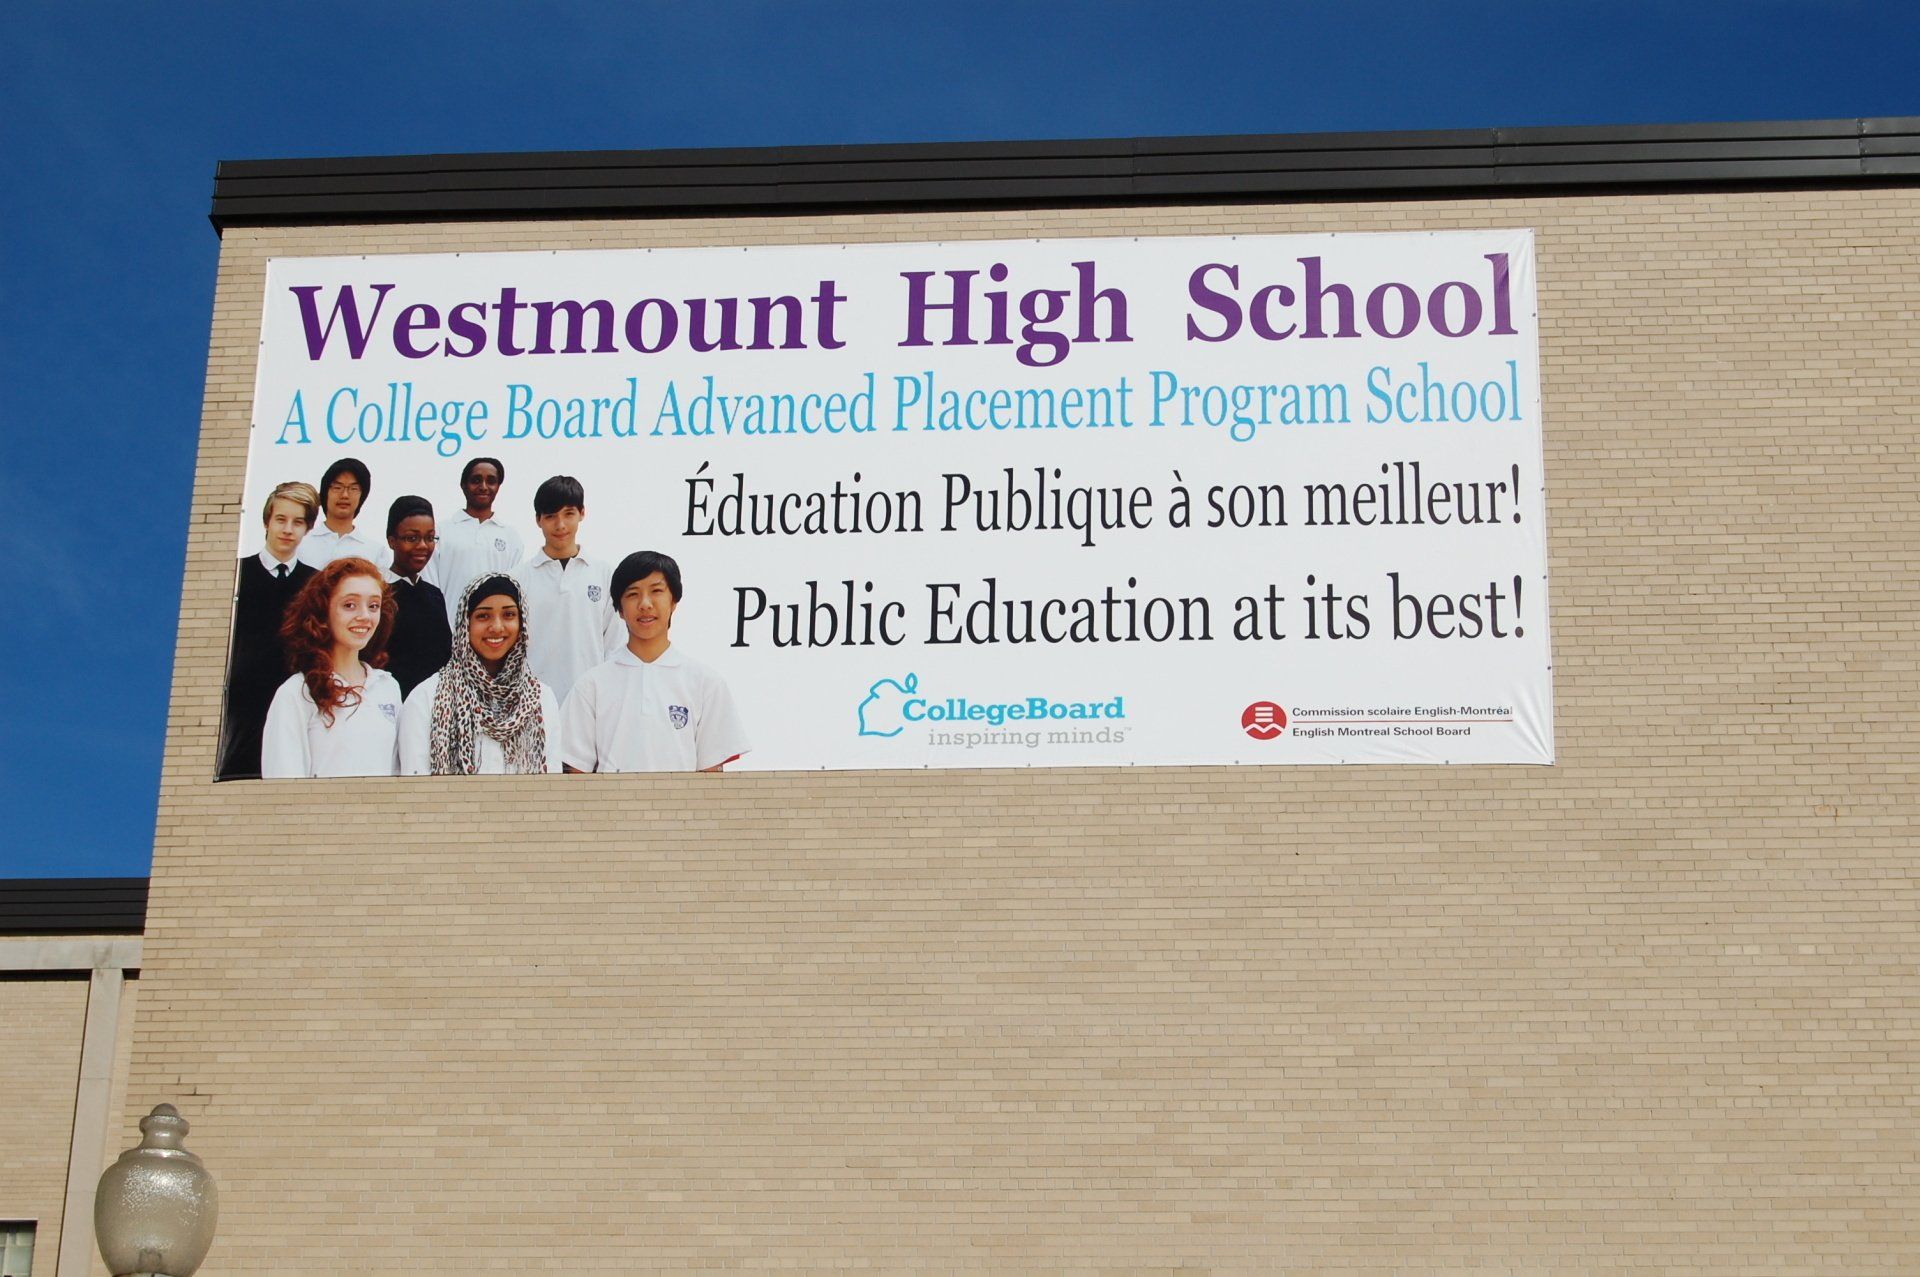 Westmount High School
A College Board Advanced Placement Program School
Éducation Publique à son meilleur!
Public Education at its best!
CollegeBoard
inspiring minds™
Commission scolaire English-Montréal
English Montreal School Board